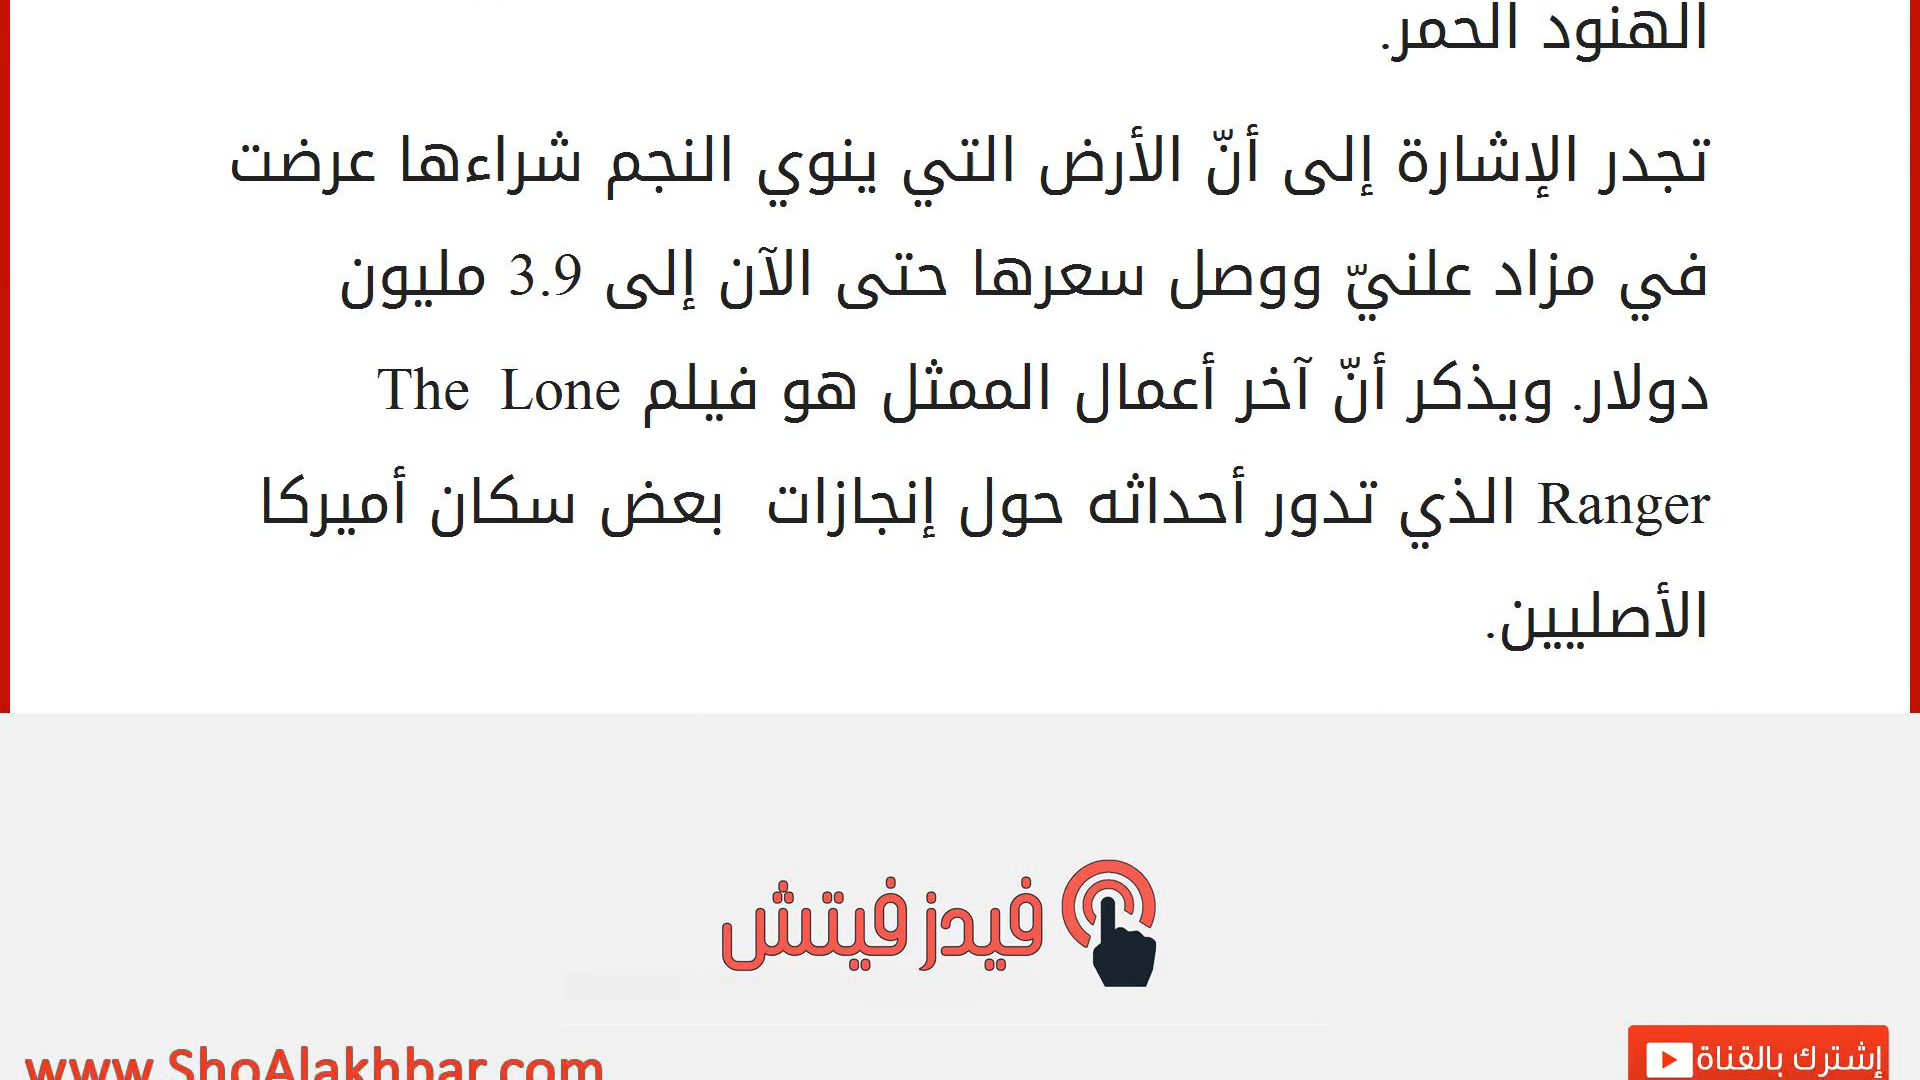 الهنود الحمر.
تجدر الإشارة إلى أنّ الأرض التي ينوي النجم شراءها عرضت
في مزاد علنيّ ووصل سعرها حتى الآن إلى 3.9 مليون
دولار. ويذكر أنّ آخر أعمال الممثل هو فيلم The Lone
Ranger الذي تدور أحداثه حول إنجازات بعض سكان أميركا
الأصليين.
فيدز فيتش
www.ShoAlakhbar.com
إشترك بالقناة